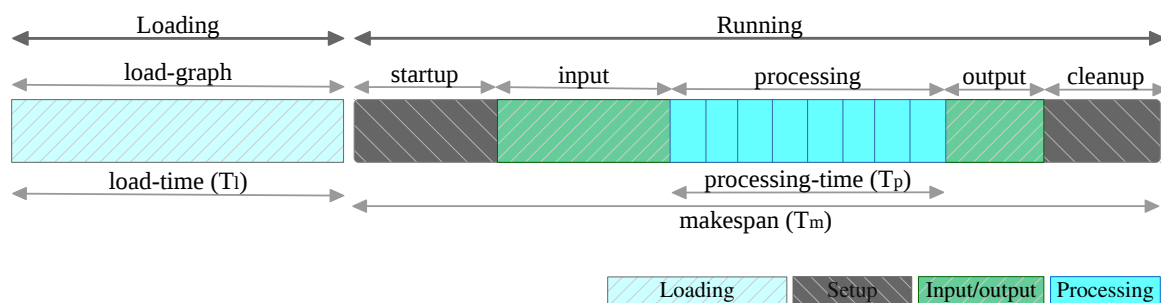 Loading Running
load-graph startup input processing output cleanup
load-time (Tl) processing-time (Tp)
makespan (Tm)
Loading Setup Input/output Processing